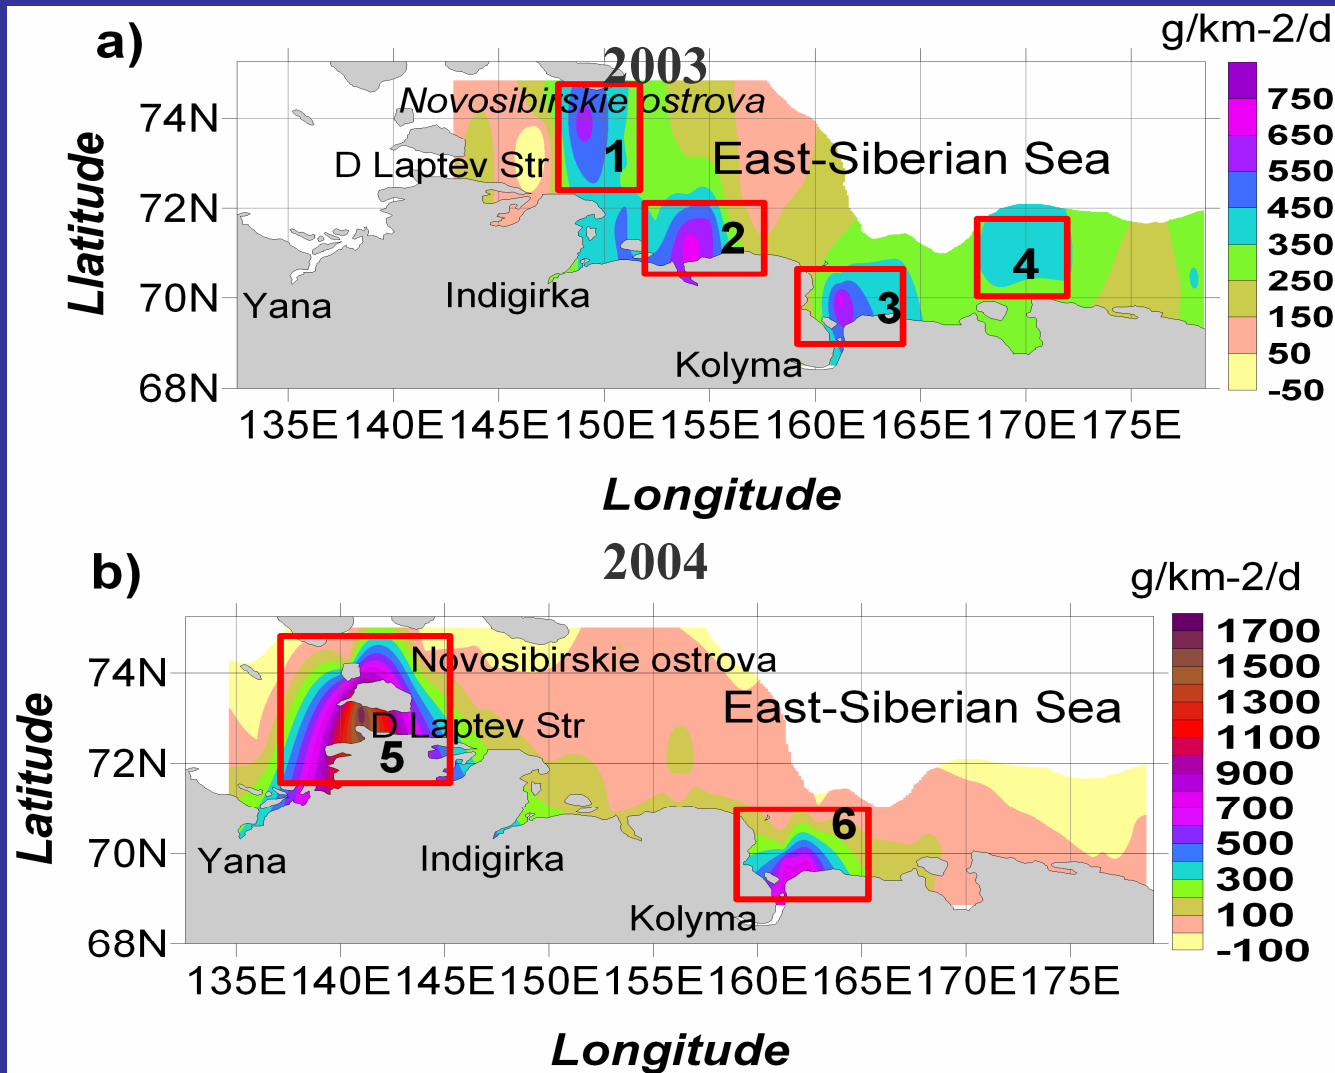 a)
2003
g/km-2/d
Novosibirskie ostrova
D Laptev Str
East-Siberian Sea
1
2
3
4
Yana
Indigirka
Kolyma
Llatitude
74N
72N
70N
68N
135E 140E 145E 150E 155E 160E 165E 170E 175E
Longitude
750
650
550
450
350
250
150
50
-50
b)
2004
g/km-2/d
Novosibirskie ostrova
D Laptev Str
East-Siberian Sea
5
6
Yana
Indigirka
Kolyma
Latitude
74N
72N
70N
68N
135E 140E 145E 150E 155E 160E 165E 170E 175E
Longitude
1700
1500
1300
1100
900
700
500
300
100
-100